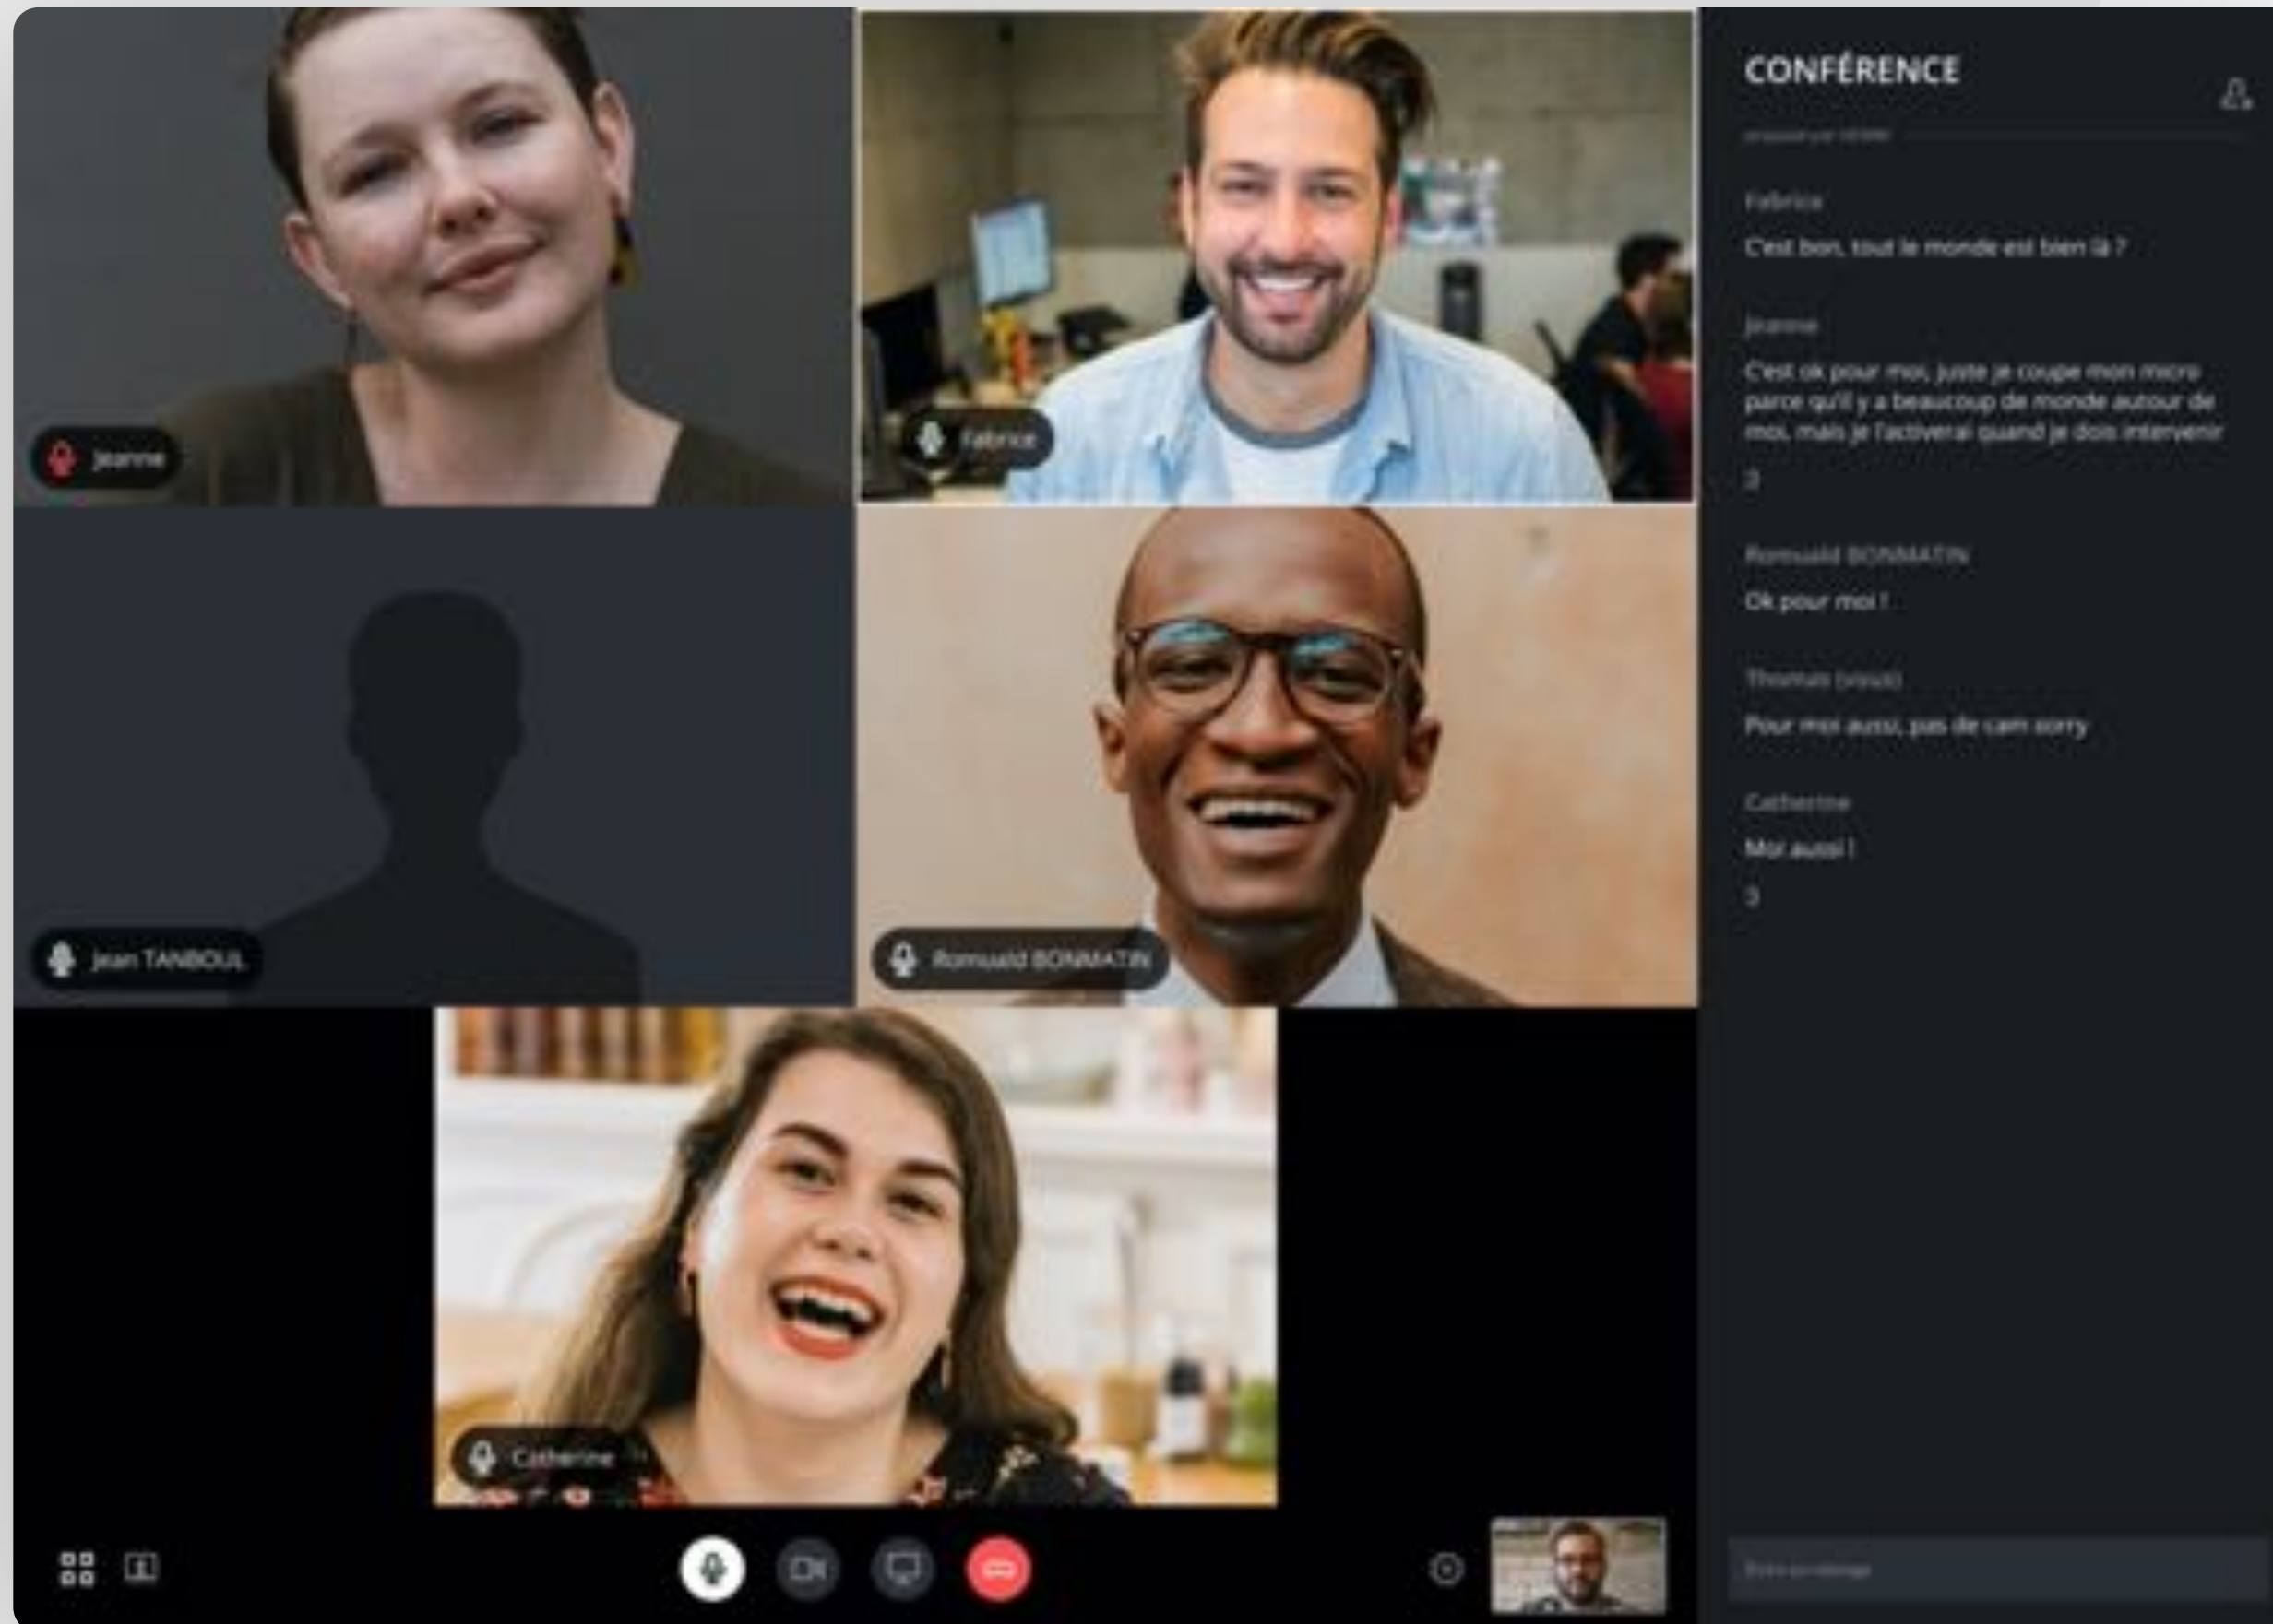 Jeanne
Fabrice
Jean TANBOUL
Romuald BONMATIN
Catherine
CONFÉRENCE
Fabrice
C'est bon, tout le monde est bien là ?
Jeanne
C'est ok pour moi, juste je coupe mon micro
parce qu'il y a beaucoup de monde autour de
moi, mais je l'activerai quand je dois intervenir
:)
Romuald BONMATIN
Ok pour moi !
Thomas (vous)
Pour moi aussi, pas de cam sorry
Catherine
Moi aussi !
:)